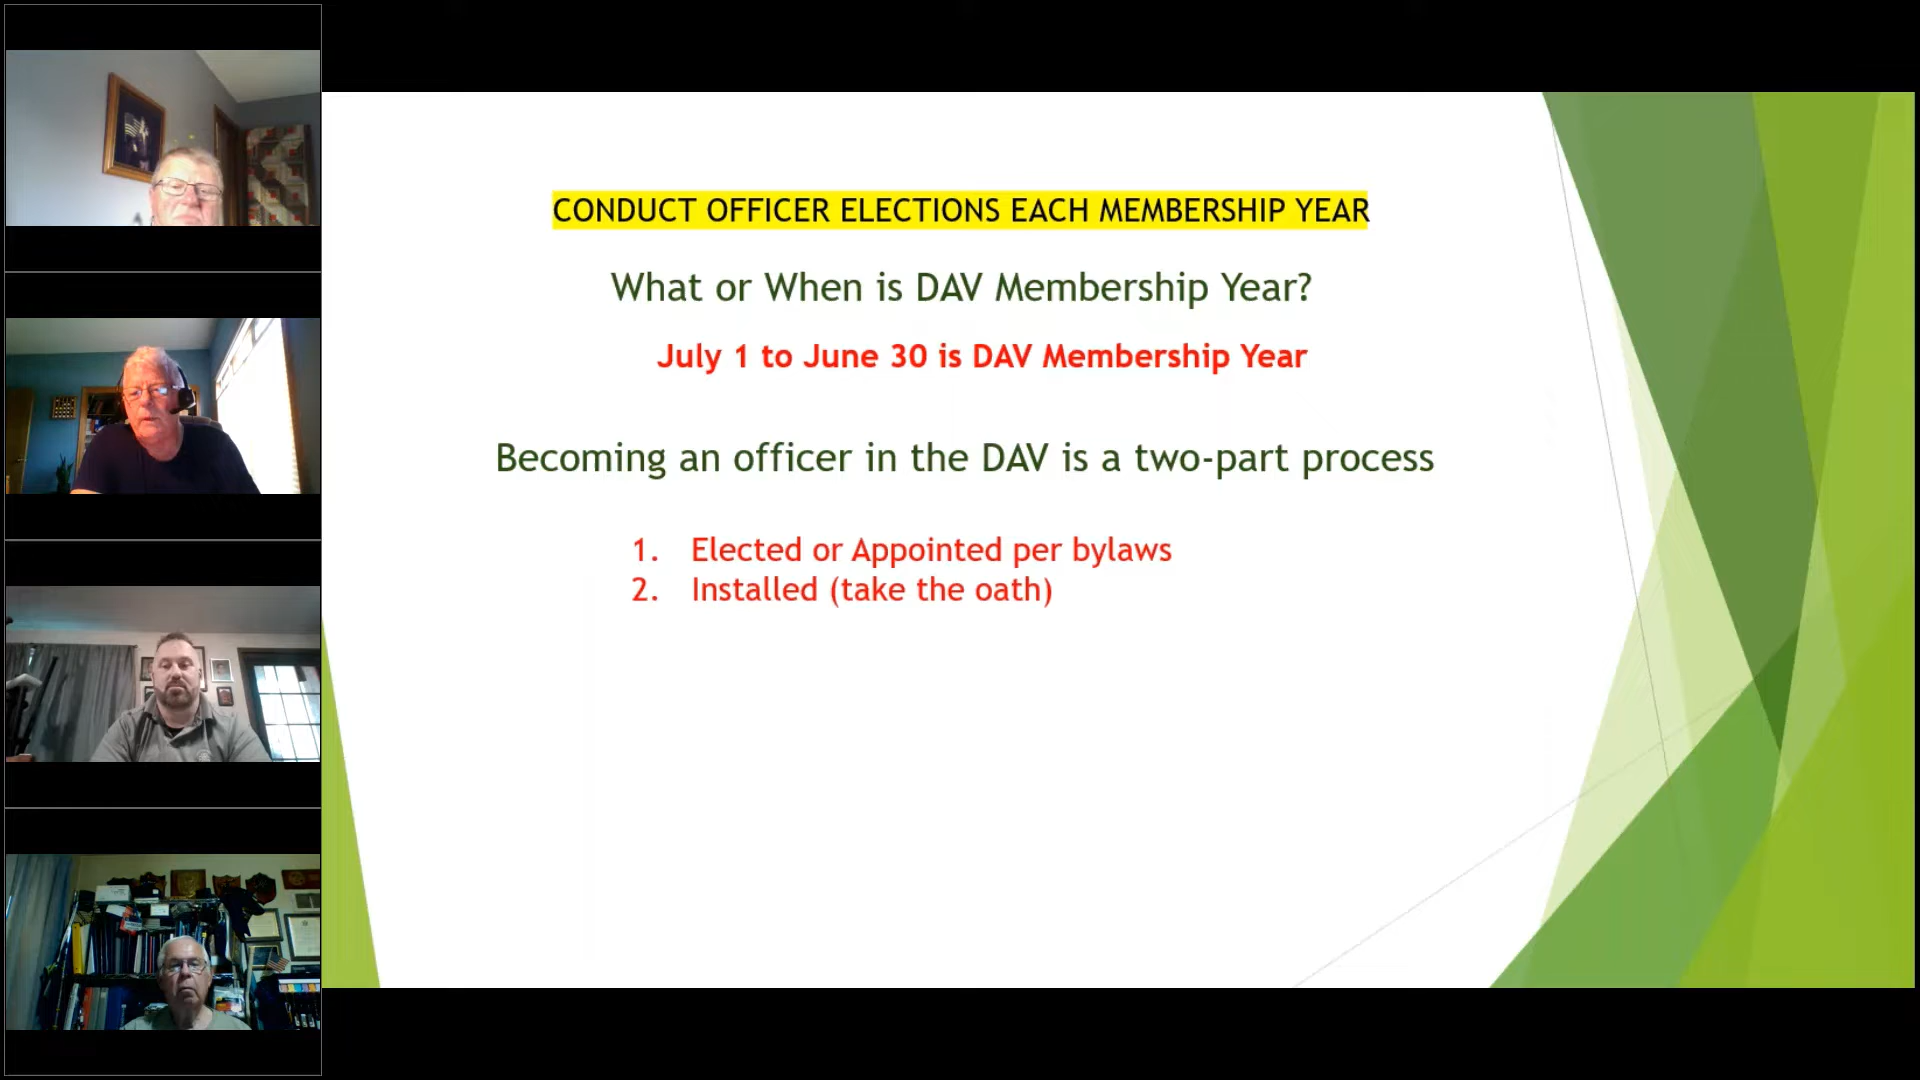 CONDUCT OFFICER ELECTIONS EACH MEMBERSHIP YEAR
What or When is DAV Membership Year?
July 1 to June 30 is DAV Membership Year
Becoming an officer in the DAV is a two-part process
1. Elected or Appointed per bylaws
2. Installed (take the oath)